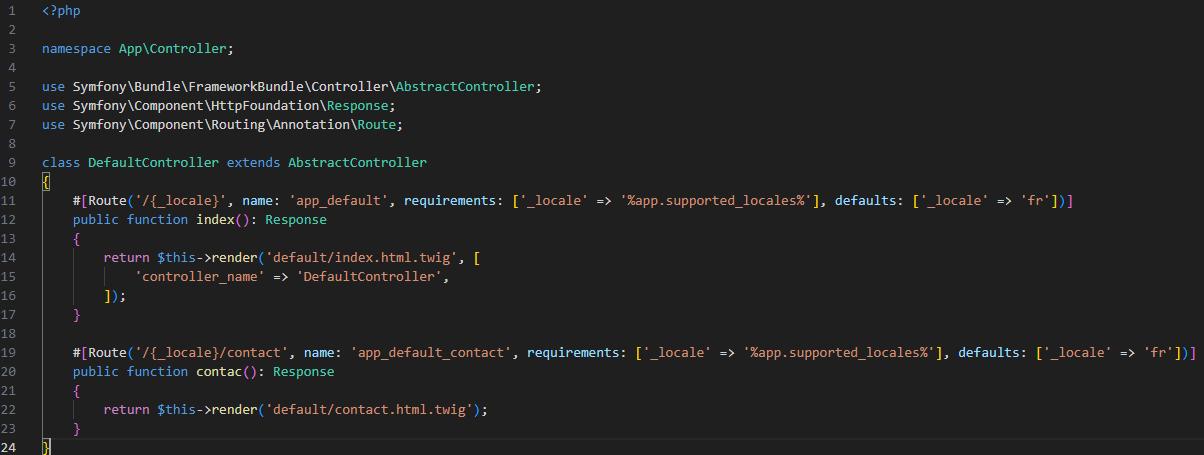 1 <?php
2
3 namespace App\Controller;
4
5 use Symfony\Bundle\FrameworkBundle\Controller\AbstractController;
6 use Symfony\Component\HttpFoundation\Response;
7 use Symfony\Component\Routing\Annotation\Route;
8
9 class DefaultController extends AbstractController
10 {
11     #[Route('/{_locale}', name: 'app_default', requirements: ['_locale' => '%app.supported_locales%'], defaults: ['_locale' => 'fr'])]
12     public function index(): Response
13     {
14         return $this->render('default/index.html.twig', [
15             'controller_name' => 'DefaultController',
16         ]);
17     }
18
19     #[Route('/{_locale}/contact', name: 'app_default_contact', requirements: ['_locale' => '%app.supported_locales%'], defaults: ['_locale' => 'fr'])]
20     public function contac(): Response
21     {
22         return $this->render('default/contact.html.twig');
23     }
24 }